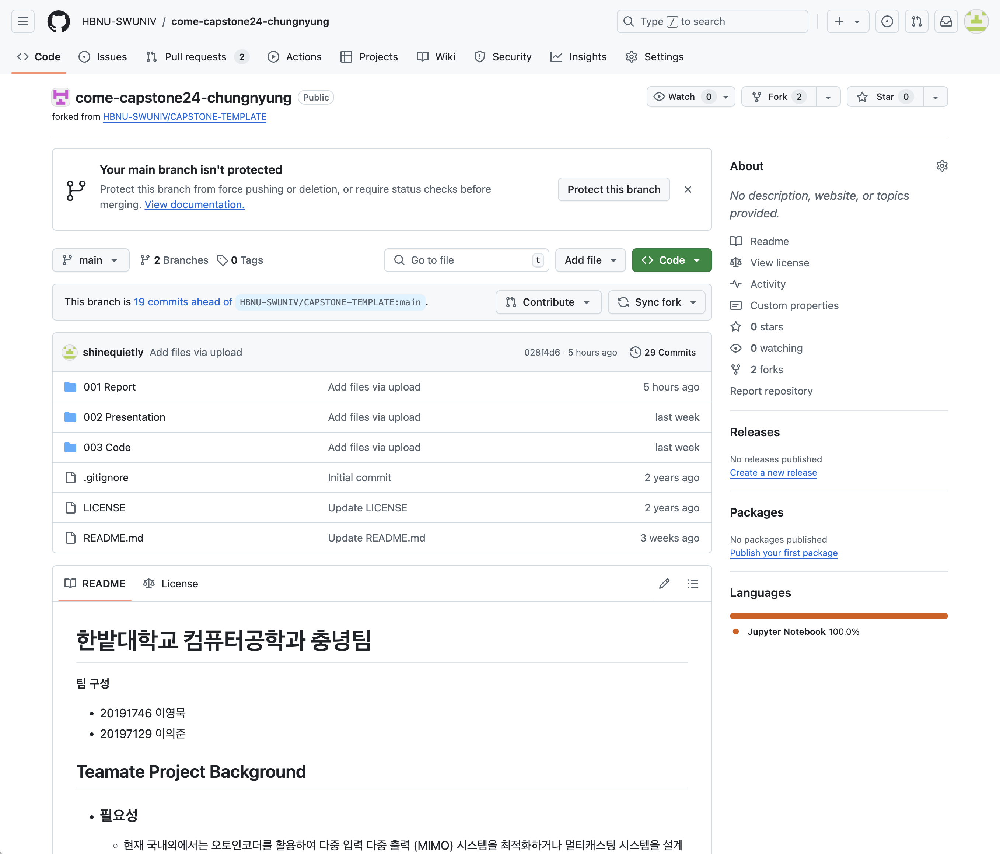 HBNU-SWUNIV / come-capstone24-chungnyung
Type / to search
Code
Issues
Pull requests 2
Actions
Projects
Wiki
Security
Insights
Settings
come-capstone24-chungnyung Public
forked from HBNU-SWUNIV/CAPSTONE-TEMPLATE
Watch 0
Fork 2
Star 0
Your main branch isn't protected
Protect this branch from force pushing or deletion, or require status checks before
merging. View documentation.
Protect this branch
main
2 Branches
0 Tags
Go to file t
Add file
Code
This branch is 19 commits ahead of HBNU-SWUNIV/CAPSTONE-TEMPLATE:main .
Contribute
Sync fork
shinequietly Add files via upload 028f4d6 · 5 hours ago 29 Commits
001 Report Add files via upload 5 hours ago
002 Presentation Add files via upload last week
003 Code Add files via upload last week
.gitignore Initial commit 2 years ago
LICENSE Update LICENSE 2 years ago
README.md Update README.md 3 weeks ago
README
License
한밭대학교 컴퓨터공학과 충녕팀
팀 구성
20191746 이영묵
20197129 이의준
Teamate Project Background
필요성
현재 국내외에서는 오토인코더를 활용하여 다중 입력 다중 출력 (MIMO) 시스템을 최적화하거나 멀티캐스팅 시스템을 설계
About
No description, website, or topics
provided.
Readme
View license
Activity
Custom properties
0 stars
0 watching
2 forks
Report repository
Releases
No releases published
Create a new release
Packages
No packages published
Publish your first package
Languages
Jupyter Notebook 100.0%